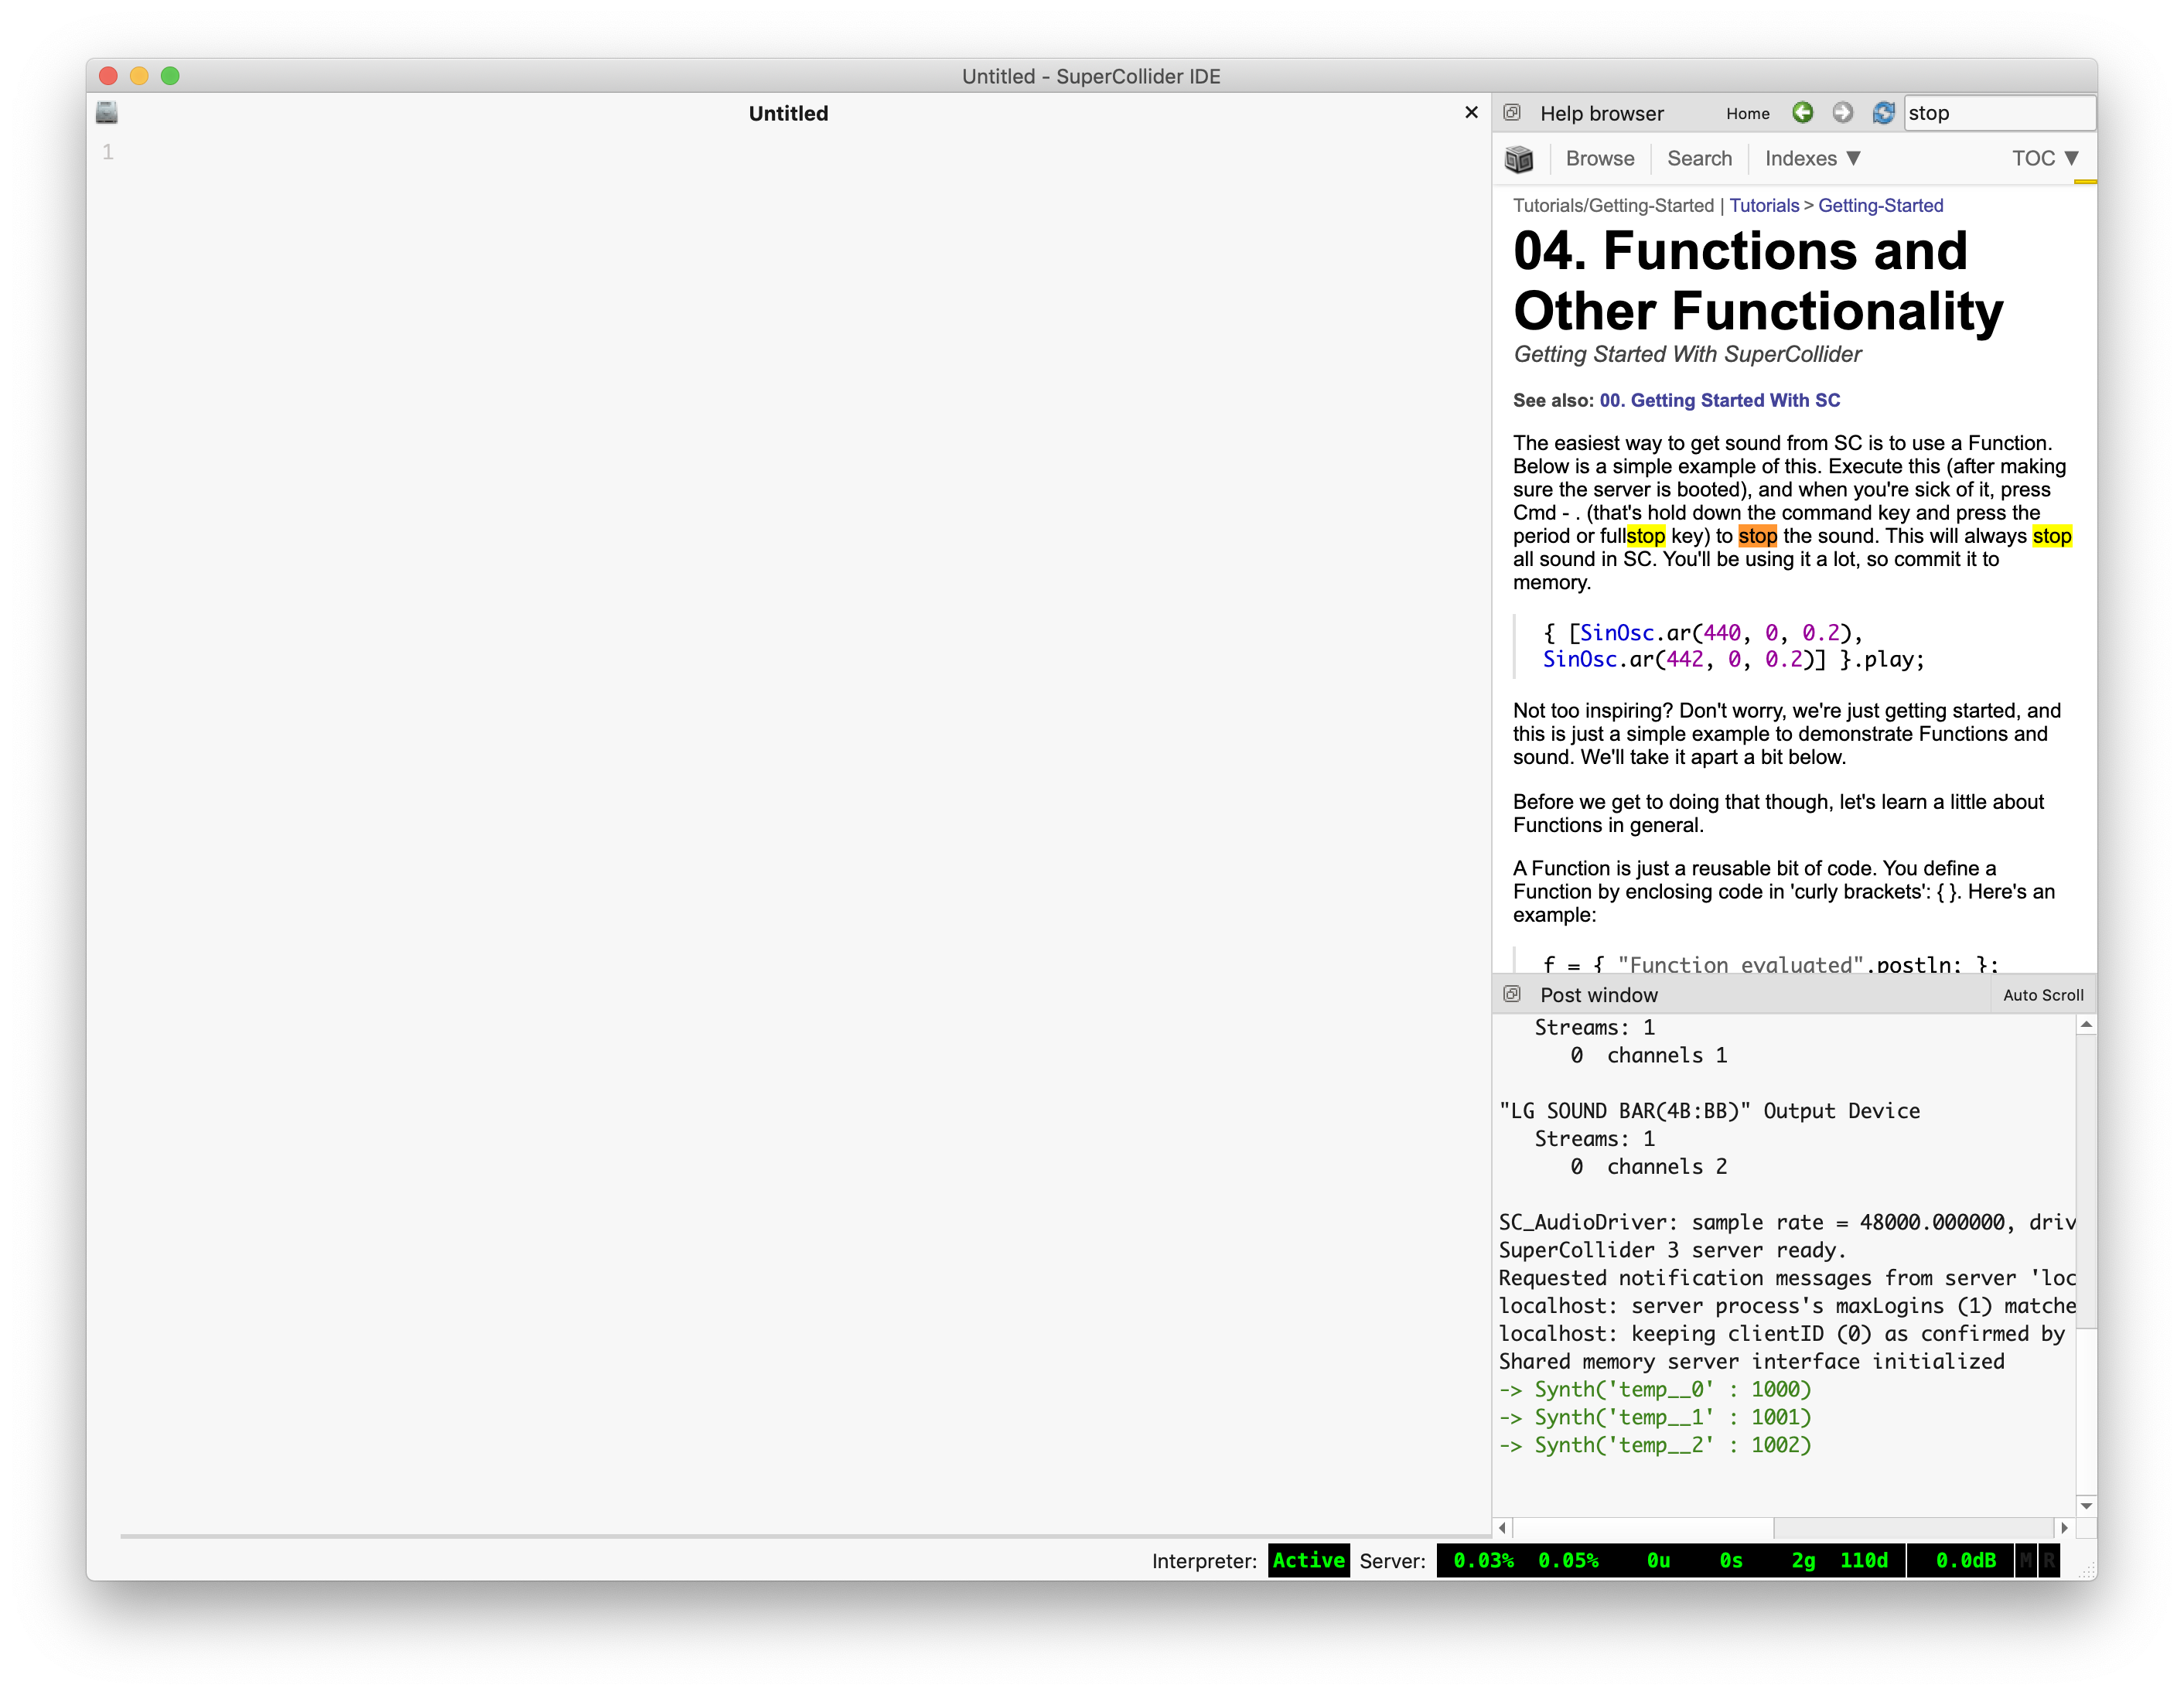 Untitled - SuperCollider IDE
Untitled
1
Help browser
Home
stop
Browse
Search
Indexes ▼
TOC ▼
Tutorials/Getting-Started | Tutorials > Getting-Started
04. Functions and
Other Functionality
Getting Started With SuperCollider
See also: 00. Getting Started With SC
The easiest way to get sound from SC is to use a Function.
Below is a simple example of this. Execute this (after making
sure the server is booted), and when you're sick of it, press
Cmd - . (that's hold down the command key and press the
period or fullstop key) to stop the sound. This will always stop
all sound in SC. You'll be using it a lot, so commit it to
memory.
{ [SinOsc.ar(440, 0, 0.2),
SinOsc.ar(442, 0, 0.2)] }.play;
Not too inspiring? Don't worry, we're just getting started, and
this is just a simple example to demonstrate Functions and
sound. We'll take it apart a bit below.
Before we get to doing that though, let's learn a little about
Functions in general.
A Function is just a reusable bit of code. You define a
Function by enclosing code in 'curly brackets': { }. Here's an
example:
f = { "Function evaluated".postln; };
Post window
Auto Scroll
Streams: 1
0 channels 1
"LG SOUND BAR(4B:BB)" Output Device
Streams: 1
0 channels 2
SC_AudioDriver: sample rate = 48000.000000, driv
SuperCollider 3 server ready.
Requested notification messages from server 'loc
localhost: server process's maxLogins (1) matche
localhost: keeping clientID (0) as confirmed by
Shared memory server interface initialized
-> Synth('temp__0' : 1000)
-> Synth('temp__1' : 1001)
-> Synth('temp__2' : 1002)
Interpreter: Active Server: 0.03% 0.05% 0u 0s 2g 110d 0.0dB M R